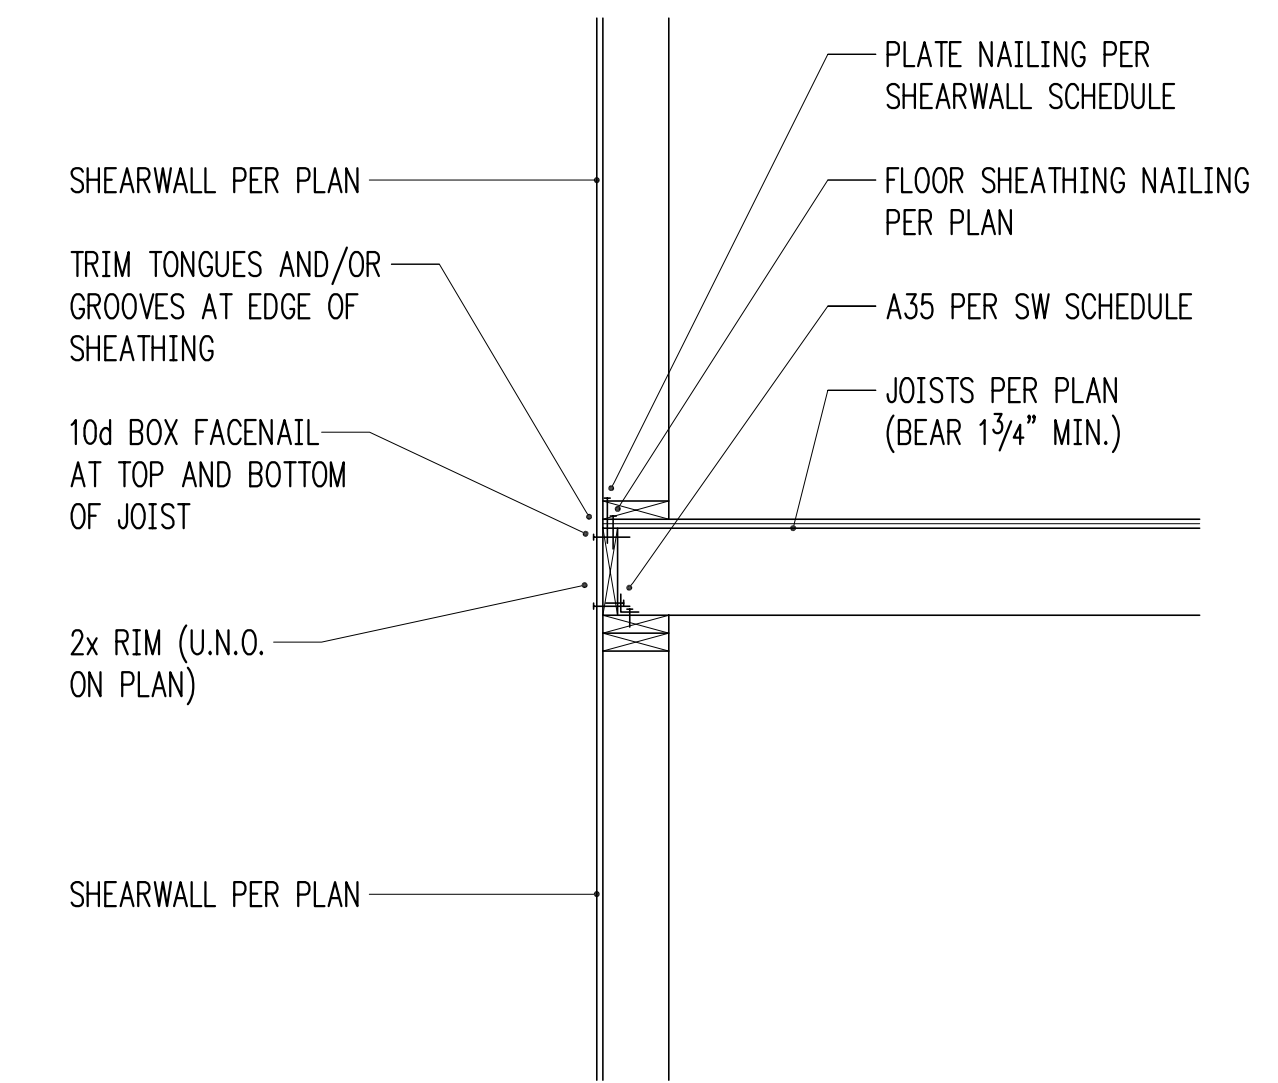 SHEARWALL PER PLAN
TRIM TONGUES AND/OR
GROOVES AT EDGE OF
SHEATHING
10d BOX FACENAIL
AT TOP AND BOTTOM
OF JOIST
2x RIM (U.N.O.
ON PLAN)
SHEARWALL PER PLAN
PLATE NAILING PER
SHEARWALL SCHEDULE
FLOOR SHEATHING NAILING
PER PLAN
A35 PER SW SCHEDULE
JOISTS PER PLAN
(BEAR 1 3/4" MIN.)